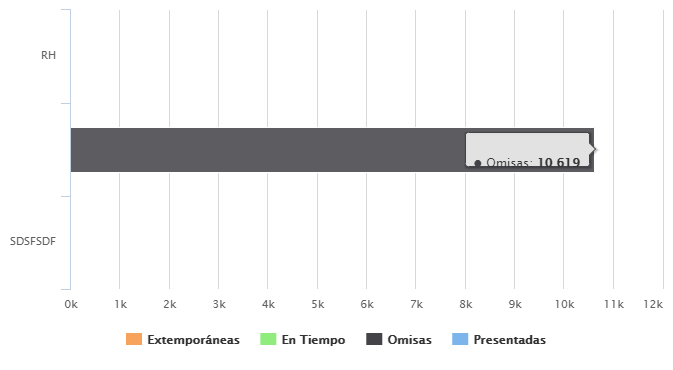 RH
● Omisas: 10 619
SDSFSDF
0k 1k 2k 3k 4k 5k 6k 7k 8k 9k 10k 11k 12k
Extemporáneas En Tiempo Omisas Presentadas